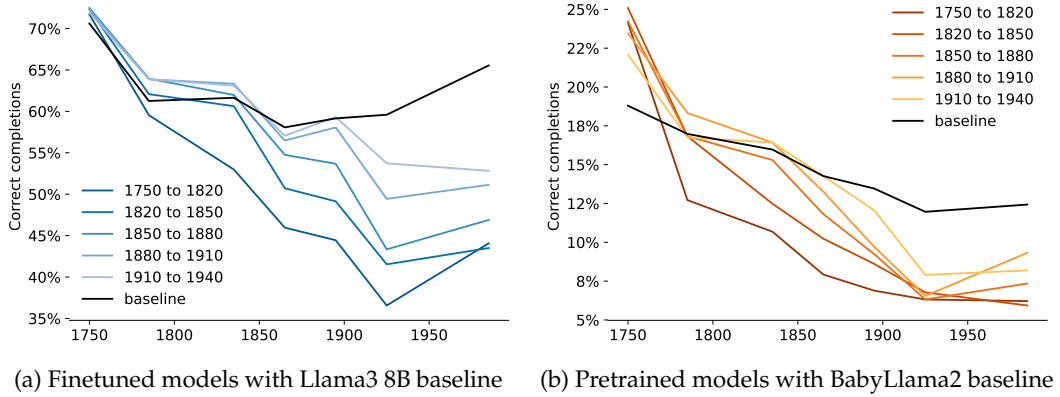 70%
65%
60%
55%
50%
45%
40%
35%
Correct completions
1750 to 1820
1820 to 1850
1850 to 1880
1880 to 1910
1910 to 1940
baseline
1750 1800 1850 1900 1950
(a) Finetuned models with Llama3 8B baseline
25%
22%
20%
18%
15%
12%
10%
8%
5%
Correct completions
1750 to 1820
1820 to 1850
1850 to 1880
1880 to 1910
1910 to 1940
baseline
1750 1800 1850 1900 1950
(b) Pretrained models with BabyLlama2 baseline